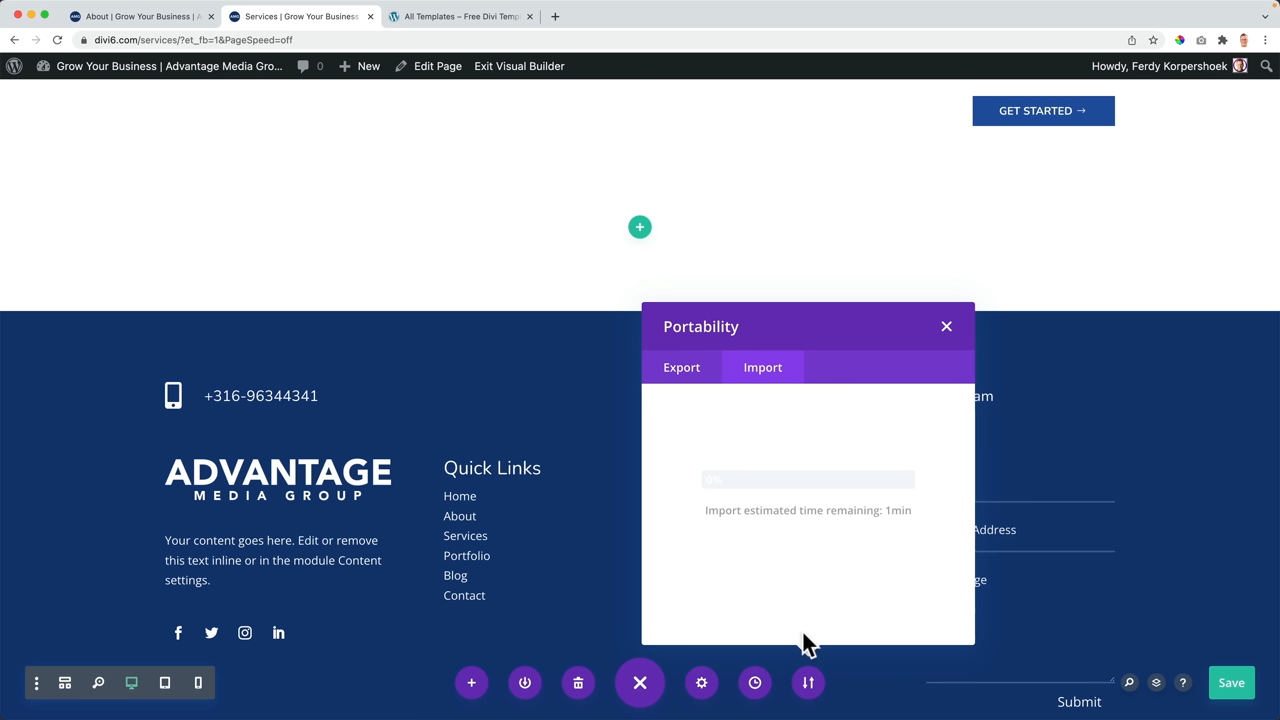 About | Grow Your Business | A
Services | Grow Your Business
All Templates – Free Divi Templ
divi6.com/services/?et_fb=1&PageSpeed=off
Grow Your Business | Advantage Media Gro...
0
New
Edit Page
Exit Visual Builder
Howdy, Ferdy Korpershoek
GET STARTED →
Portability
Export
Import
0%
Import estimated time remaining: 1min
+316-96344341
am
ADVANTAGE
MEDIA GROUP
Your content goes here. Edit or remove
this text inline or in the module Content
settings.
Quick Links
Home
About
Services
Portfolio
Blog
Contact
Address
ge
Submit
Save